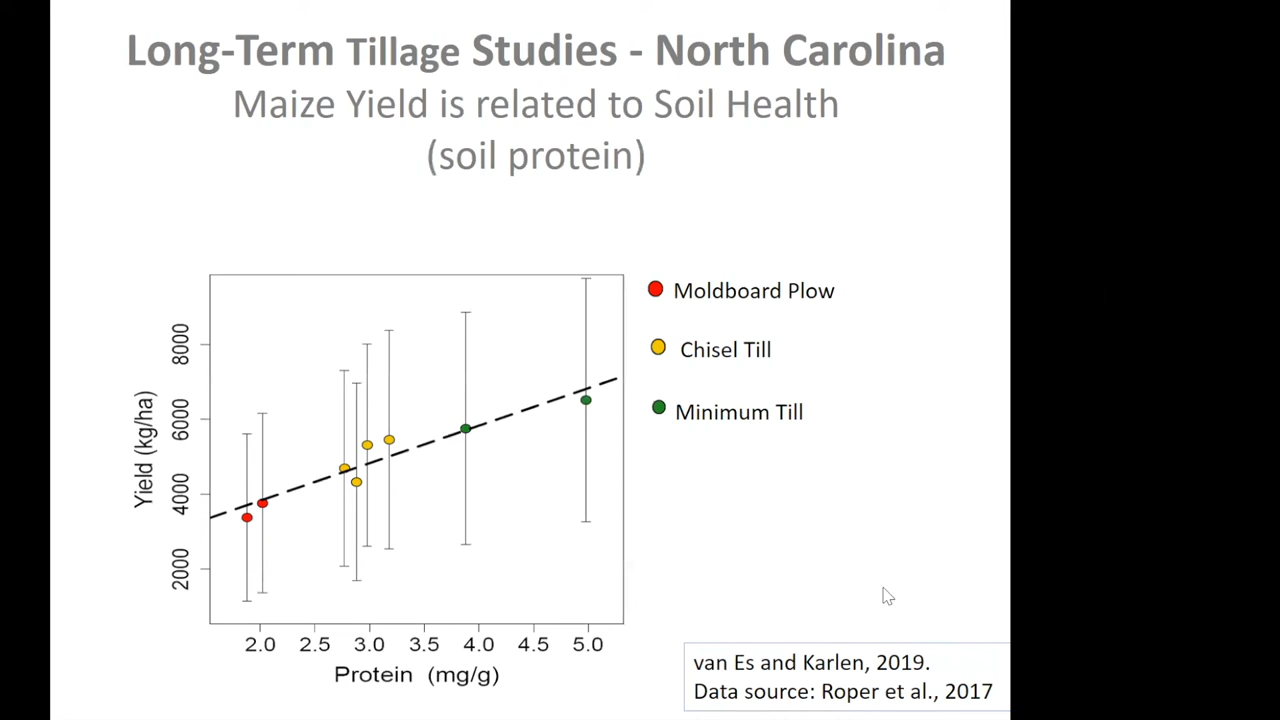 Long-Term Tillage Studies - North Carolina
Maize Yield is related to Soil Health
(soil protein)
Moldboard Plow
Chisel Till
Minimum Till
Yield (kg/ha)
8000
6000
4000
2000
2.0 2.5 3.0 3.5 4.0 4.5 5.0
Protein (mg/g)
van Es and Karlen, 2019.
Data source: Roper et al., 2017